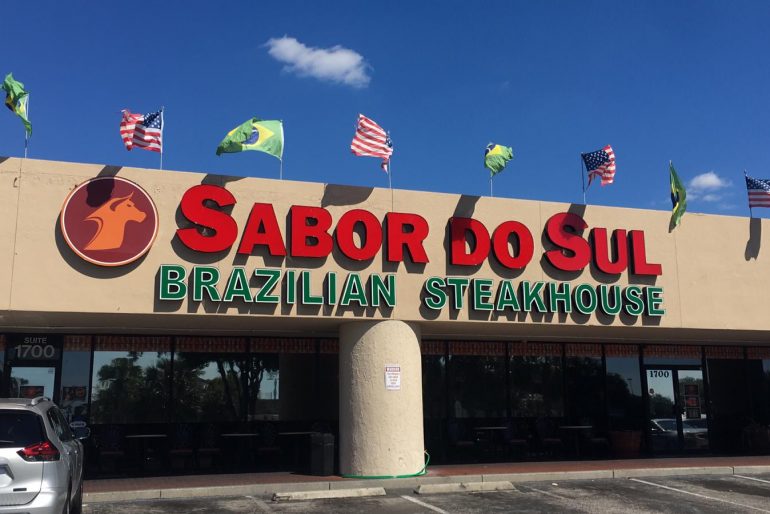 SABOR DO SUL
BRAZILIAN STEAKHOUSE
SUITE
1700
1700